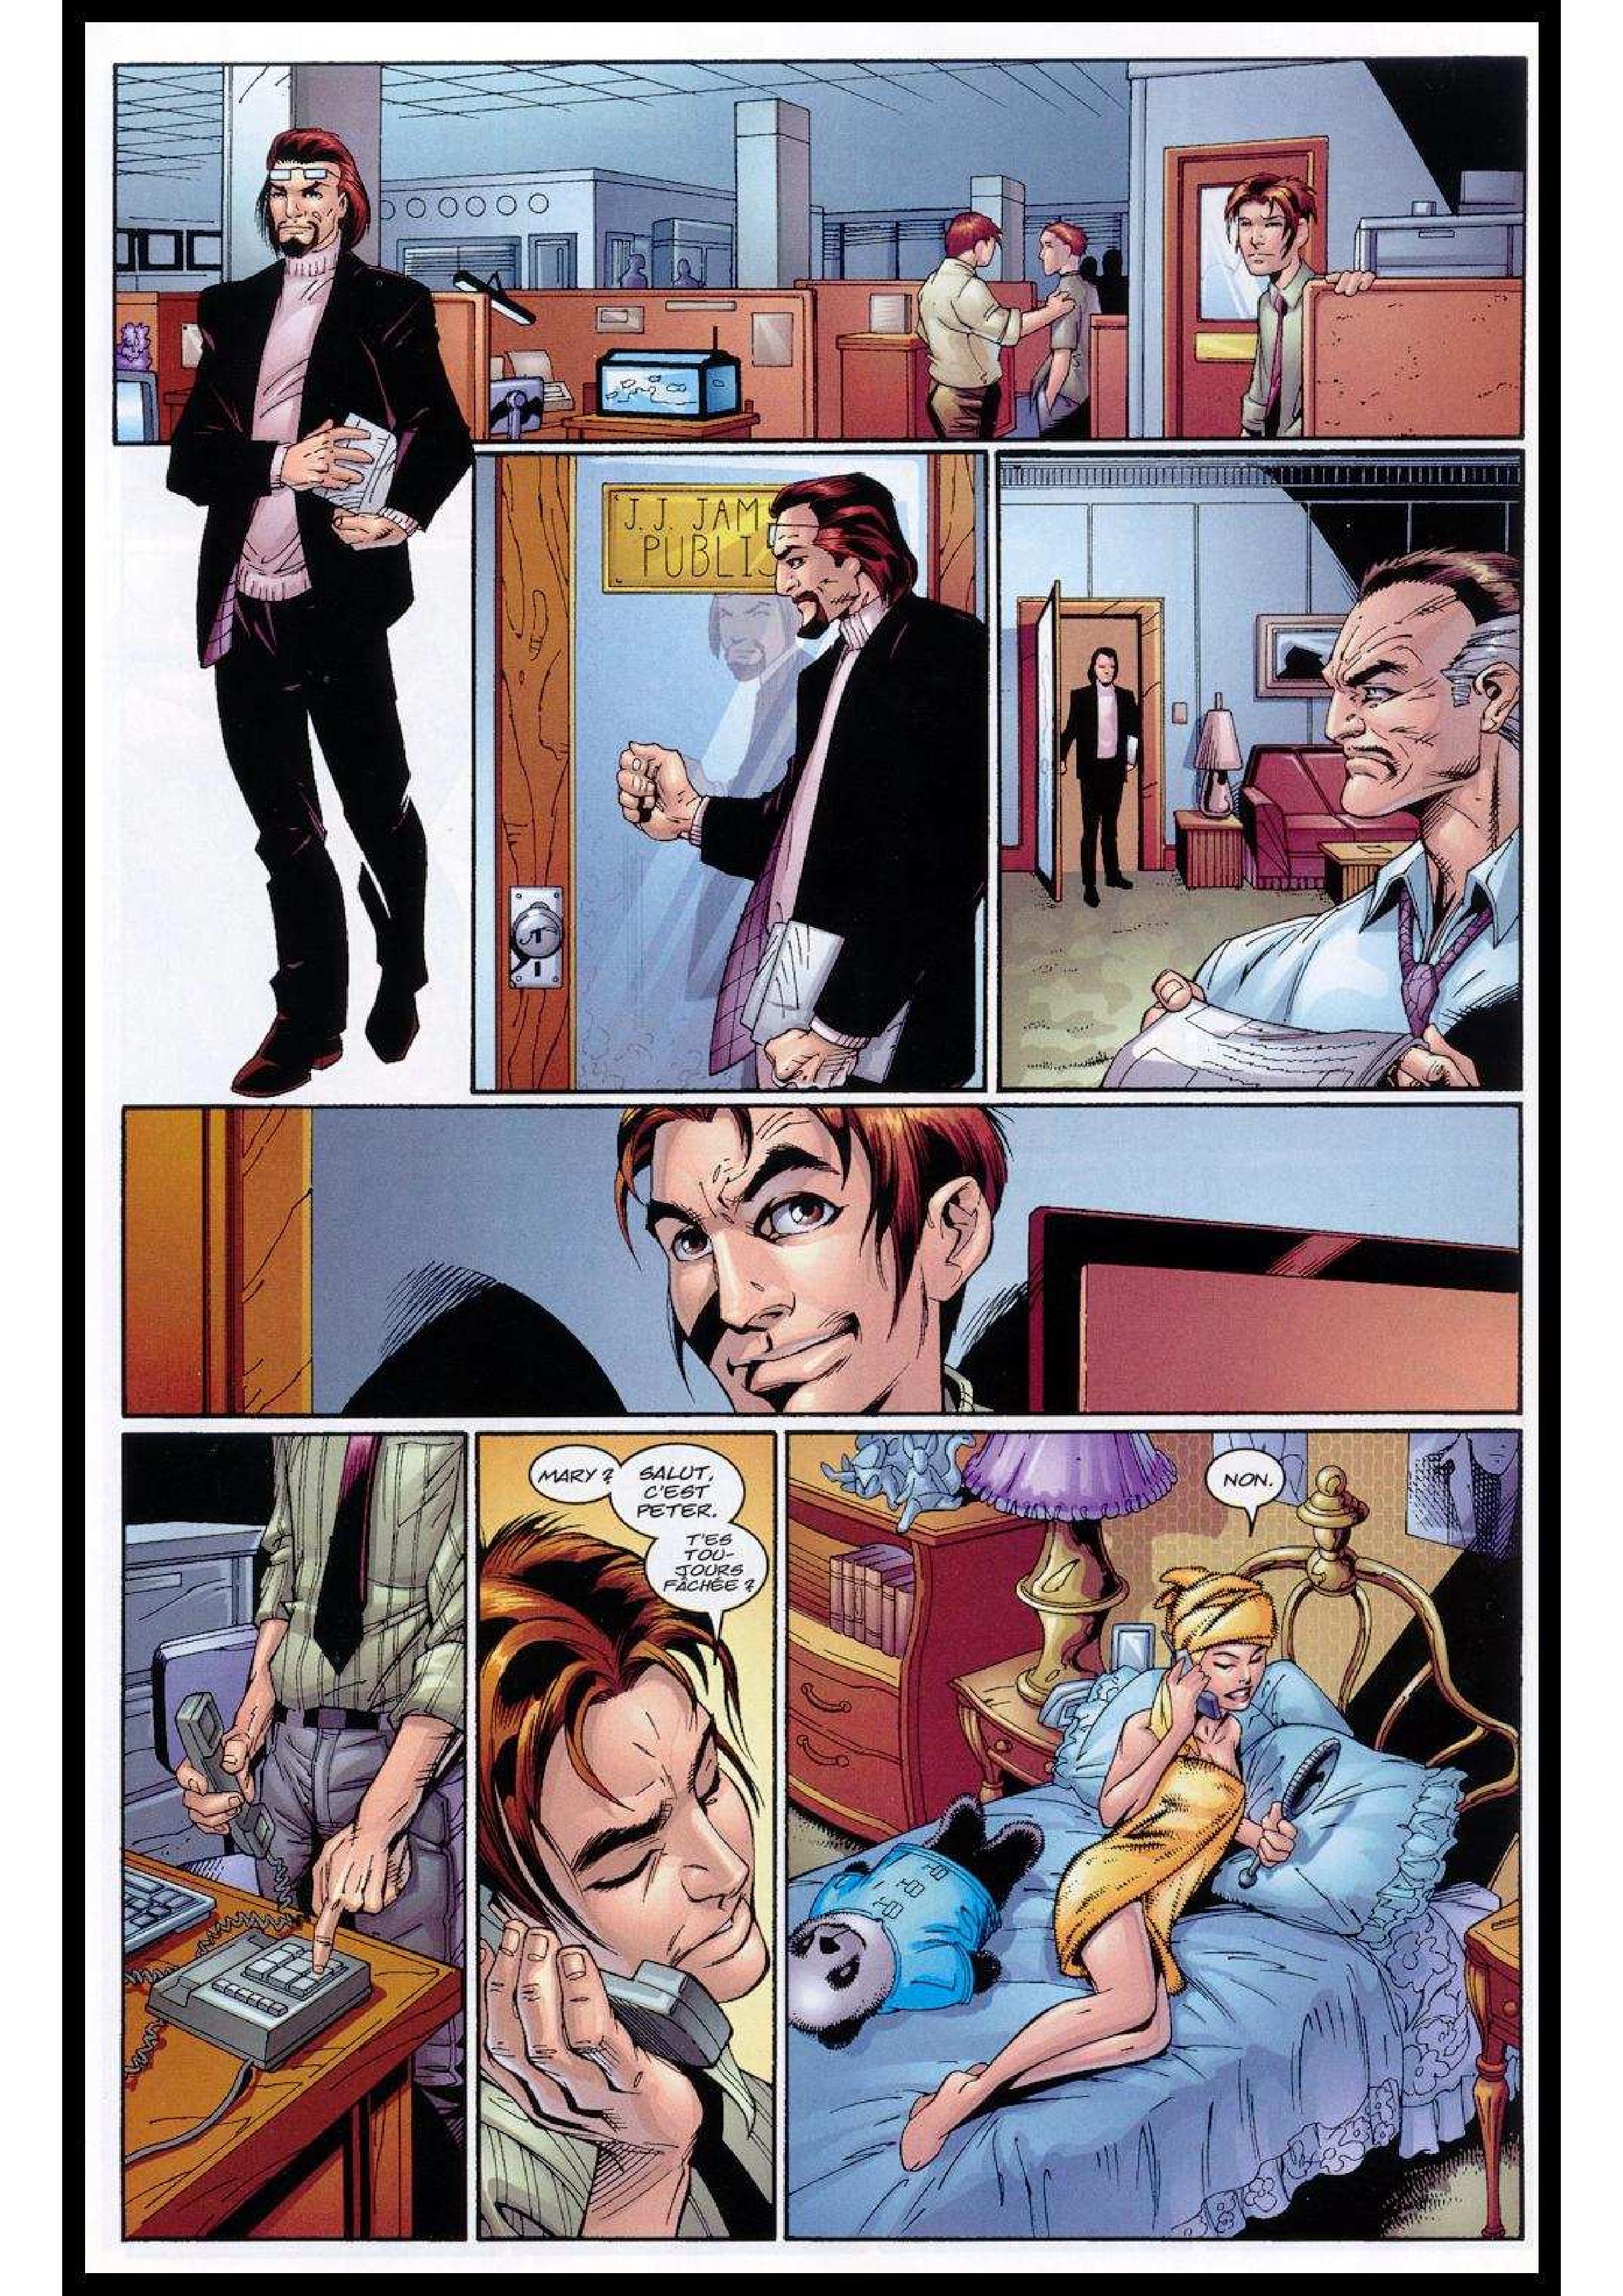 J.J. JAM
PUBLIS
MARY ?
SALUT,
C'EST
PETER.
T'ES
TOU-
JOURS
FÂCHÉE ?
NON.